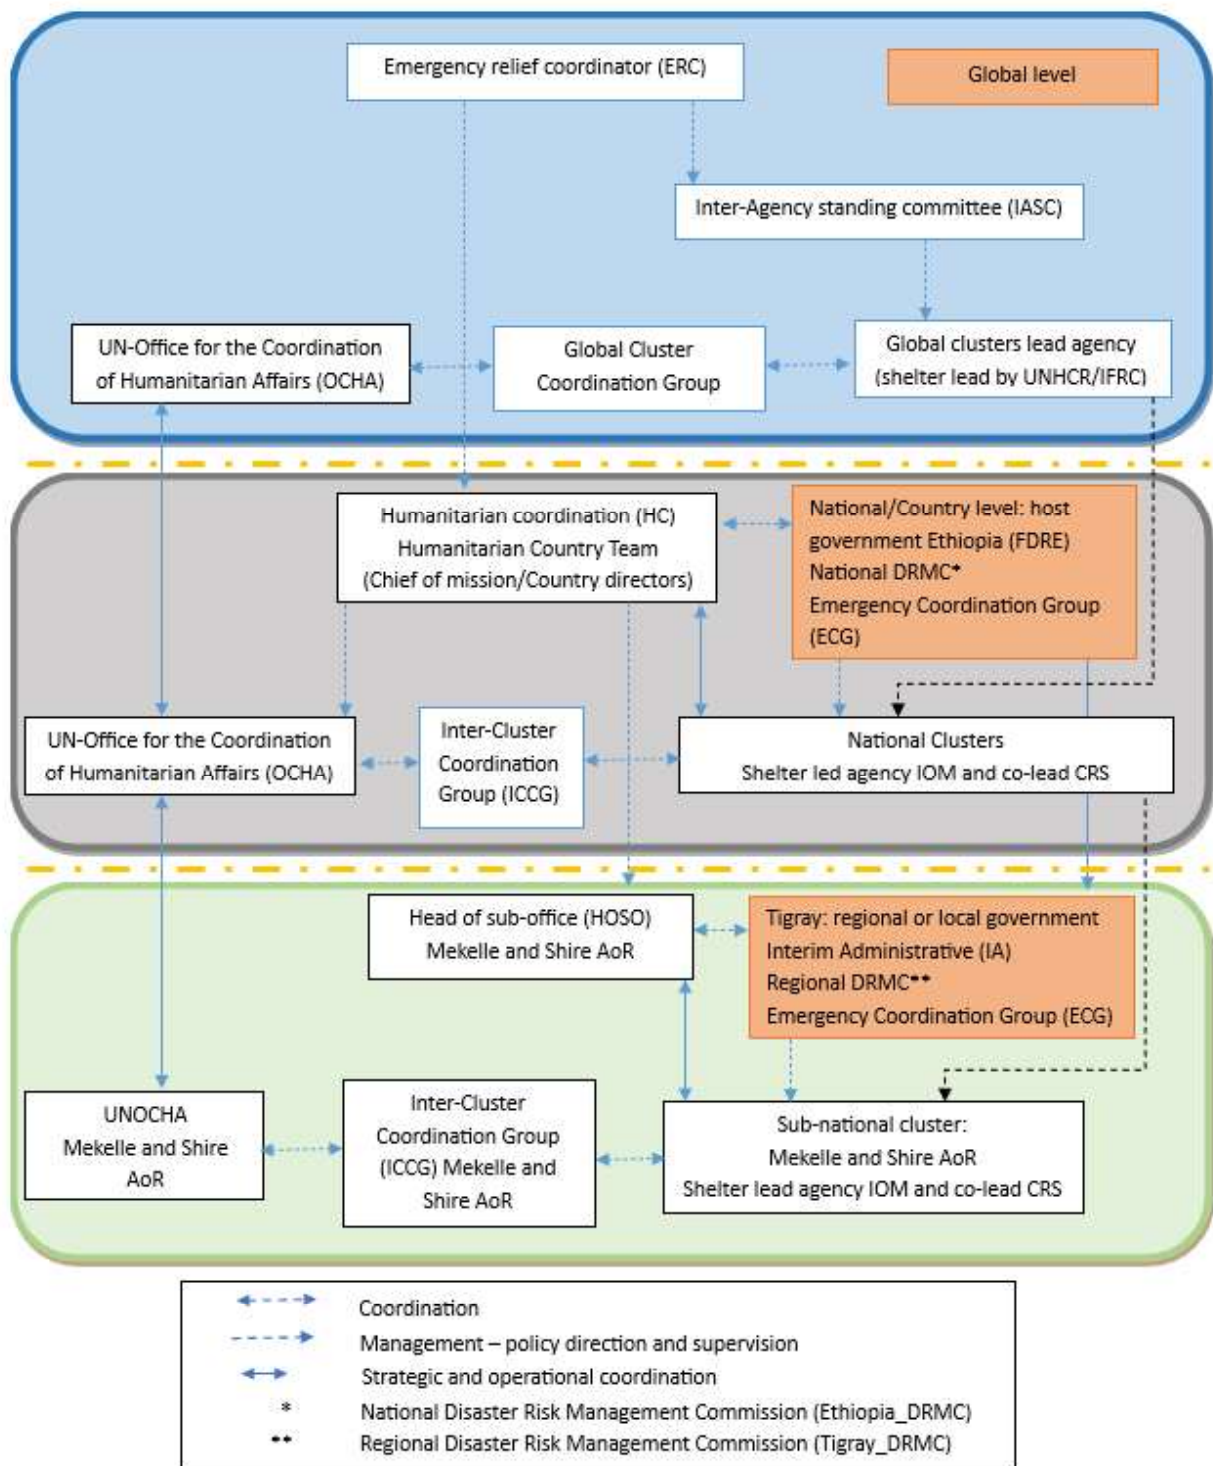 Emergency relief coordinator (ERC)
Global level
Inter-Agency standing committee (IASC)
UN-Office for the Coordination
of Humanitarian Affairs (OCHA)
Global Cluster
Coordination Group
Global clusters lead agency
(shelter lead by UNHCR/IFRC)
Humanitarian coordination (HC)
Humanitarian Country Team
(Chief of mission/Country directors)
National/Country level: host
government Ethiopia (FDRE)
National DRMC*
Emergency Coordination Group
(ECG)
UN-Office for the Coordination
of Humanitarian Affairs (OCHA)
Inter-Cluster
Coordination
Group (ICCG)
National Clusters
Shelter led agency IOM and co-lead CRS
Head of sub-office (HOSO)
Mekelle and Shire AoR
Tigray: regional or local government
Interim Administrative (IA)
Regional DRMC**
Emergency Coordination Group (ECG)
UNOCHA
Mekelle and Shire
AoR
Inter-Cluster
Coordination Group
(ICCG) Mekelle and
Shire AoR
Sub-national cluster:
Mekelle and Shire AoR
Shelter lead agency IOM and co-lead CRS
Coordination
Management – policy direction and supervision
Strategic and operational coordination
* National Disaster Risk Management Commission (Ethiopia_DRMC)
** Regional Disaster Risk Management Commission (Tigray_DRMC)